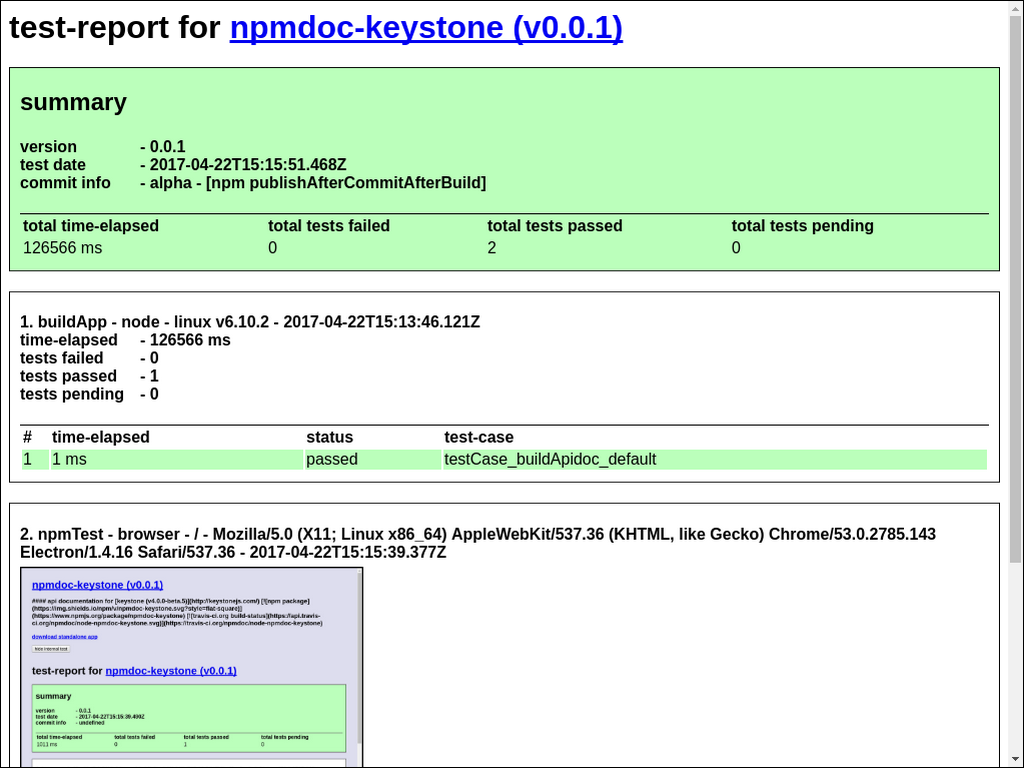 test-report for npmdoc-keystone (v0.0.1)
summary
version - 0.0.1
test date - 2017-04-22T15:15:51.468Z
commit info - alpha - [npm publishAfterCommitAfterBuild]
total time-elapsed total tests failed total tests passed total tests pending
126566 ms 0 2 0
1. buildApp - node - linux v6.10.2 - 2017-04-22T15:13:46.121Z
time-elapsed - 126566 ms
tests failed - 0
tests passed - 1
tests pending - 0
# time-elapsed status test-case
1 1 ms passed testCase_buildApidoc_default
2. npmTest - browser - / - Mozilla/5.0 (X11; Linux x86_64) AppleWebKit/537.36 (KHTML, like Gecko) Chrome/53.0.2785.143
Electron/1.4.16 Safari/537.36 - 2017-04-22T15:15:39.377Z
npmdoc-keystone (v0.0.1)
#### api documentation for [keystone (v4.0.0-beta.5)](http://keystonejs.com/) [![npm package]
(https://img.shields.io/npm/v/npmdoc-keystone.svg?style=flat-square)]
(https://www.npmjs.org/package/npmdoc-keystone) [![travis-ci.org build-status](https://api.travis-
ci.org/npmdoc/node-npmdoc-keystone.svg)](https://travis-ci.org/npmdoc/node-npmdoc-keystone)
download standalone app
hide internal test
test-report for npmdoc-keystone (v0.0.1)
summary
version - 0.0.1
test date - 2017-04-22T15:15:39.490Z
commit info - undefined
total time-elapsed total tests failed total tests passed total tests pending
1011 ms 0 1 0